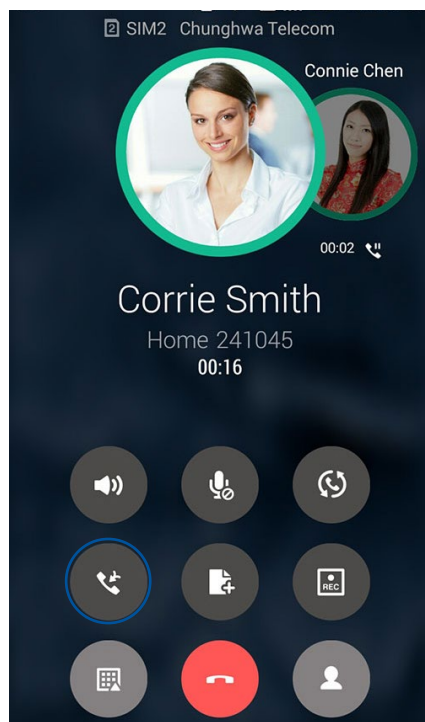 2 SIM2 Chunghwa Telecom
Connie Chen
00:02
Corrie Smith
Home 241045
00:16
REC